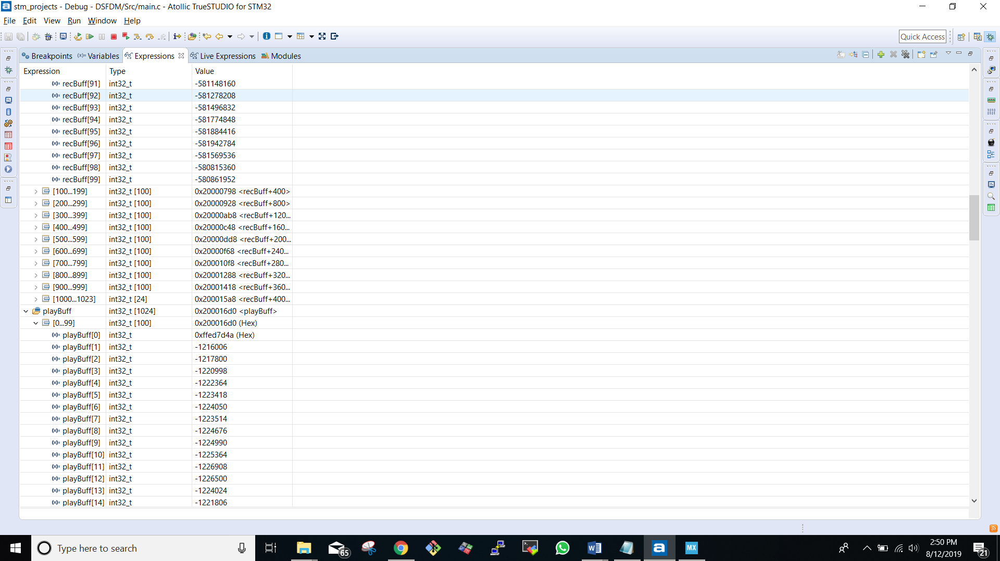 stm_projects - Debug - DSFDM/Src/main.c - Atollic TrueSTUDIO for STM32
File Edit View Run Window Help
Quick Access
Breakpoints (x)= Variables Expressions Live Expressions Modules
Expression Type Value
(x)= recBuff[91] int32_t -581148160
(x)= recBuff[92] int32_t -581278208
(x)= recBuff[93] int32_t -581496832
(x)= recBuff[94] int32_t -581774848
(x)= recBuff[95] int32_t -581884416
(x)= recBuff[96] int32_t -581942784
(x)= recBuff[97] int32_t -581569536
(x)= recBuff[98] int32_t -580815360
(x)= recBuff[99] int32_t -580861952
[100...199] int32_t [100] 0x20000798 <recBuff+400>
[200...299] int32_t [100] 0x20000928 <recBuff+800>
[300...399] int32_t [100] 0x20000ab8 <recBuff+120...
[400...499] int32_t [100] 0x20000c48 <recBuff+160...
[500...599] int32_t [100] 0x20000dd8 <recBuff+200...
[600...699] int32_t [100] 0x20000f68 <recBuff+240...
[700...799] int32_t [100] 0x200010f8 <recBuff+280...
[800...899] int32_t [100] 0x20001288 <recBuff+320...
[900...999] int32_t [100] 0x20001418 <recBuff+360...
[1000...1023] int32_t [24] 0x200015a8 <recBuff+400...
playBuff int32_t [1024] 0x200016d0 <playBuff>
[0...99] int32_t [100] 0x200016d0 (Hex)
(x)= playBuff[0] int32_t 0xffed7d4a (Hex)
(x)= playBuff[1] int32_t -1216006
(x)= playBuff[2] int32_t -1217800
(x)= playBuff[3] int32_t -1220998
(x)= playBuff[4] int32_t -1222364
(x)= playBuff[5] int32_t -1223418
(x)= playBuff[6] int32_t -1224050
(x)= playBuff[7] int32_t -1223514
(x)= playBuff[8] int32_t -1224676
(x)= playBuff[9] int32_t -1224990
(x)= playBuff[10] int32_t -1225364
(x)= playBuff[11] int32_t -1226908
(x)= playBuff[12] int32_t -1226500
(x)= playBuff[13] int32_t -1224024
(x)= playBuff[14] int32_t -1221806
Type here to search
65
MX
2:50 PM
8/12/2019
21